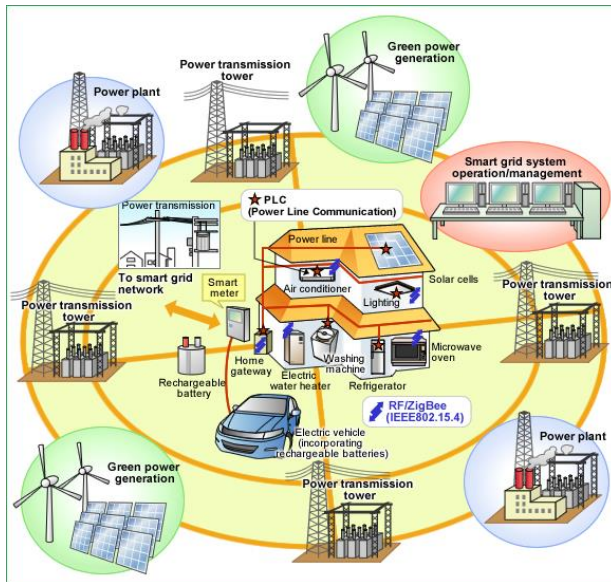 Power transmission
tower
Green power
generation
Power plant
Smart grid system
operation/management
PLC
(Power Line Communication)
Power transmission
Power line
To smart grid
network
Smart
meter
Air conditioner
Solar cells
Lighting
Power transmission
tower
Power transmission
tower
Rechargeable
battery
Home
gateway
Electric
water heater
Washing
machine
Refrigerator
Microwave
oven
RF/ZigBee
(IEEE802.15.4)
Electric vehicle
(incorporating
rechargeable batteries)
Green power
generation
Power transmission
tower
Power plant